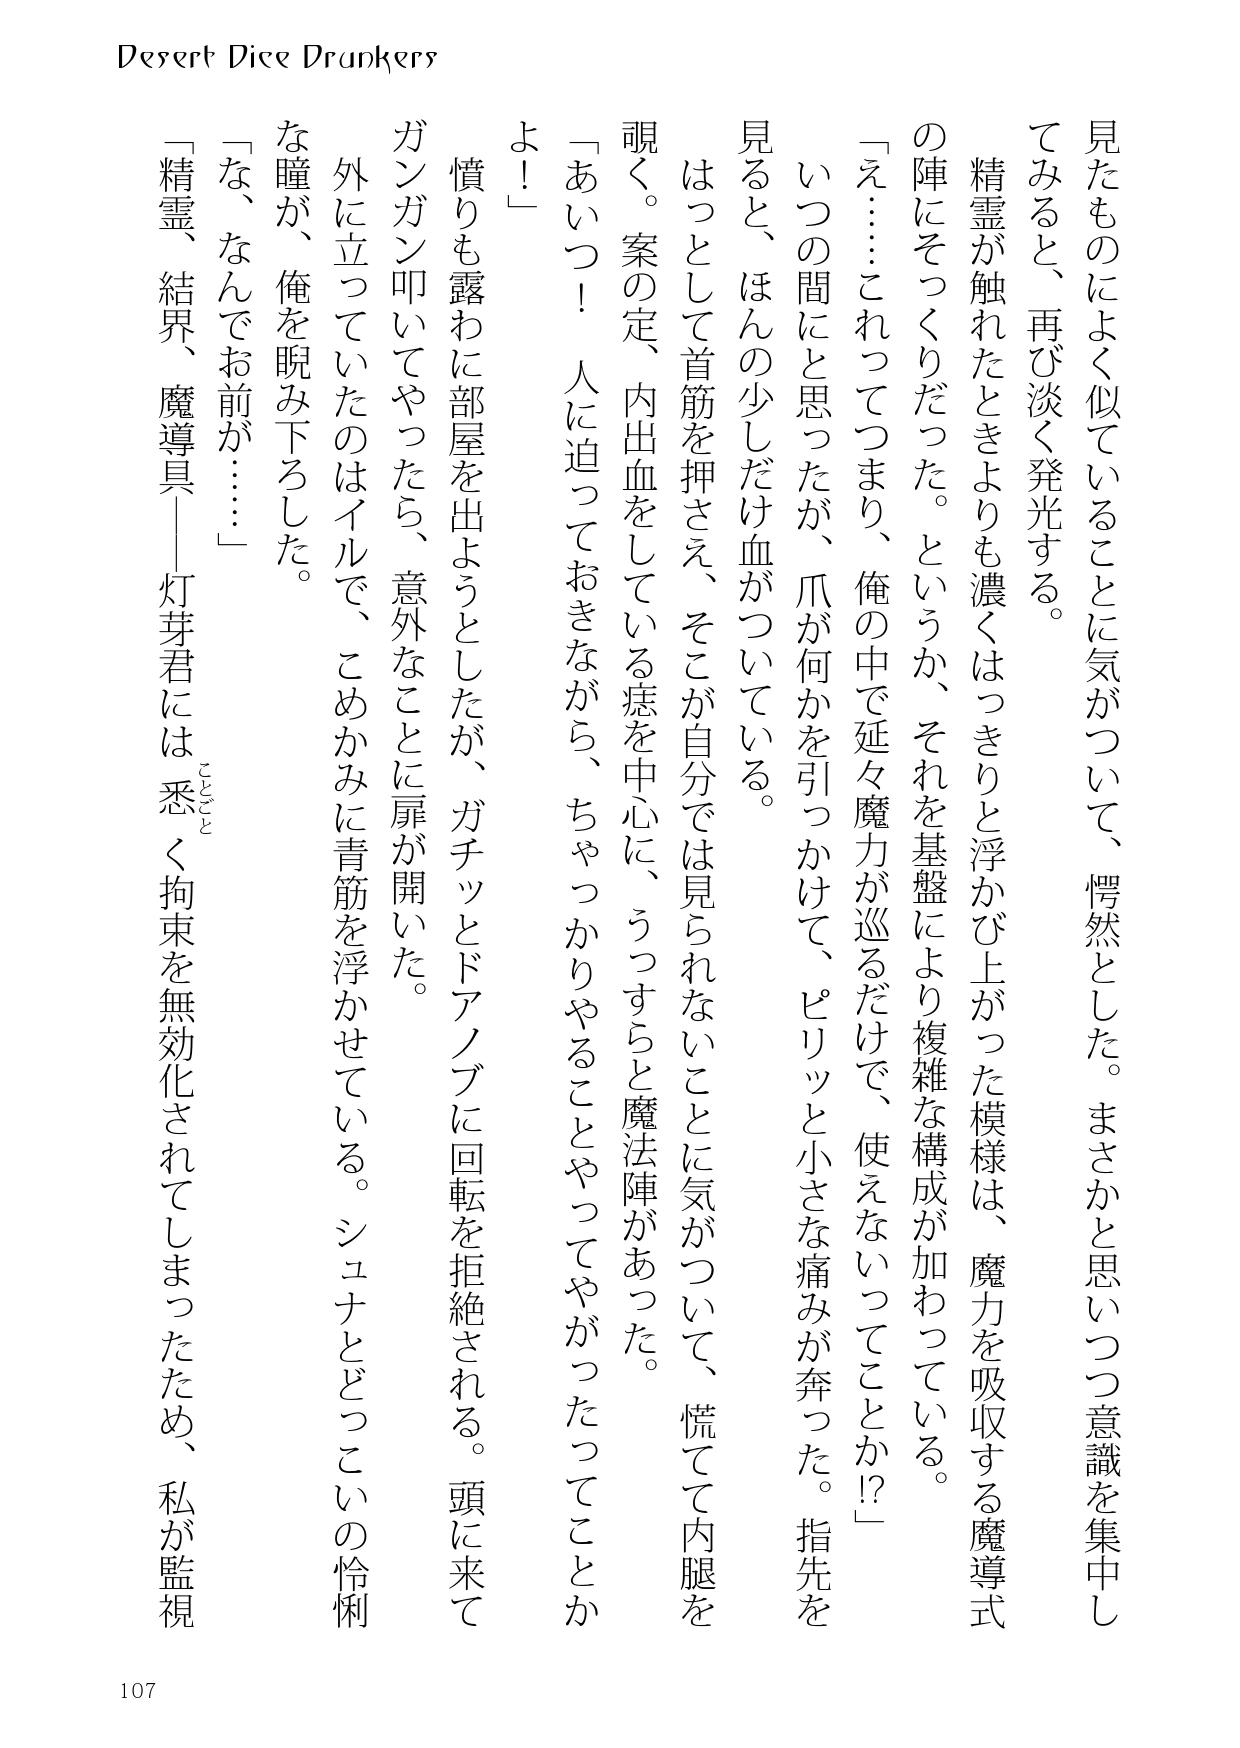 Desert Dice Drunkers
見たものによく似ていることに気がついて、愕然とした。まさかと思いつつ意識を集中し
てみると、再び淡く発光する。
　精霊が触れたときよりも濃くはっきりと浮かび上がった模様は、魔力を吸収する魔導式
の陣にそっくりだった。というか、それを基盤により複雑な構成が加わっている。
「え……これってつまり、俺の中で延々魔力が巡るだけで、使えないってことか!?」
　いつの間にと思ったが、爪が何かを引っかけて、ピリッと小さな痛みが奔った。指先を
見ると、ほんの少しだけ血がついている。
　はっとして首筋を押さえ、そこが自分では見られないことに気がついて、慌てて内腿を
覗く。案の定、内出血をしている痣を中心に、うっすらと魔法陣があった。
「あいつ！　人に迫っておきながら、ちゃっかりやることやってやがったってことか
よ！」
　憤りも露わに部屋を出ようとしたが、ガチッとドアノブに回転を拒絶される。頭に来て
ガンガン叩いてやったら、意外なことに扉が開いた。
　外に立っていたのはイルで、こめかみに青筋を浮かせている。シュナとどっこいの怜悧
な瞳が、俺を睨み下ろした。
「な、なんでお前が……」
「精霊、結界、魔導具――灯芽君には悉く拘束を無効化されてしまったため、私が監視
ことごと
107